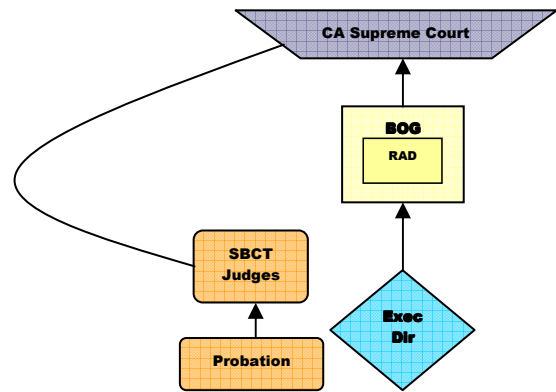 CA Supreme Court
BOG
RAD
SBCT
Judges
Exec
Dir
Probation